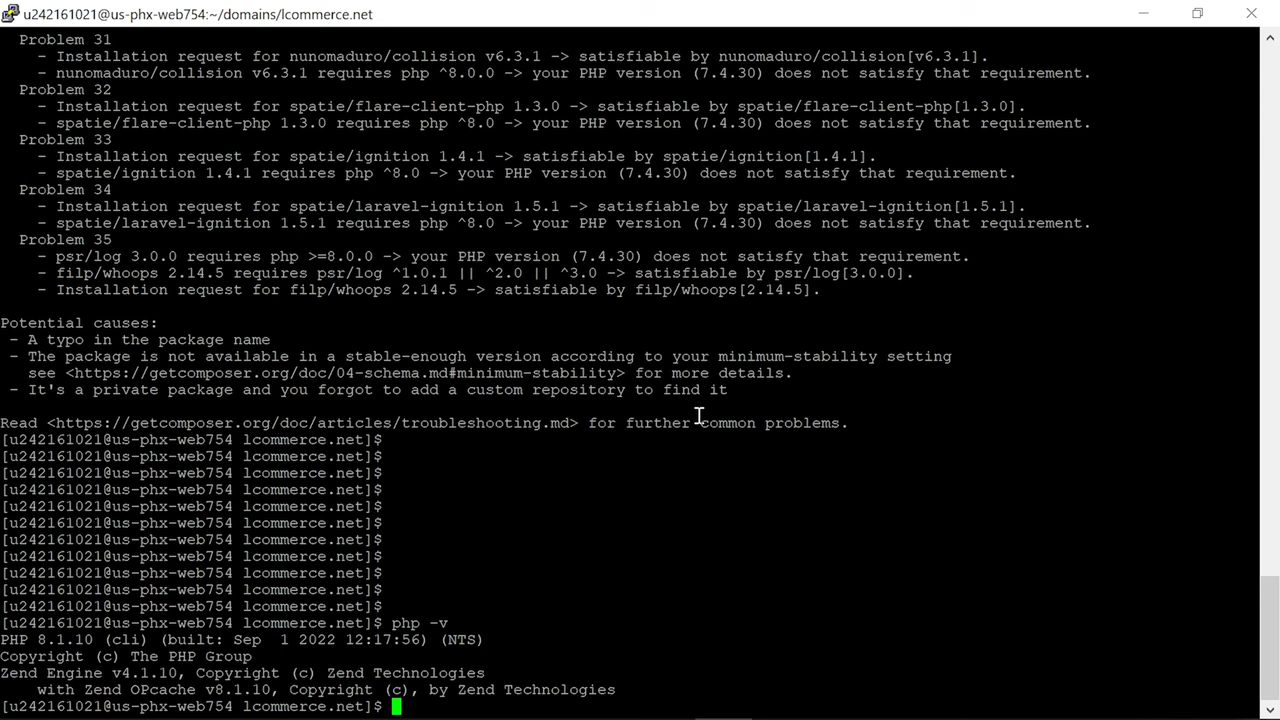 u242161021@us-phx-web754:~/domains/lcommerce.net
Problem 31
- Installation request for nunomaduro/collision v6.3.1 -> satisfiable by nunomaduro/collision[v6.3.1].
- nunomaduro/collision v6.3.1 requires php ^8.0.0 -> your PHP version (7.4.30) does not satisfy that requirement.
Problem 32
- Installation request for spatie/flare-client-php 1.3.0 -> satisfiable by spatie/flare-client-php[1.3.0].
- spatie/flare-client-php 1.3.0 requires php ^8.0 -> your PHP version (7.4.30) does not satisfy that requirement.
Problem 33
- Installation request for spatie/ignition 1.4.1 -> satisfiable by spatie/ignition[1.4.1].
- spatie/ignition 1.4.1 requires php ^8.0 -> your PHP version (7.4.30) does not satisfy that requirement.
Problem 34
- Installation request for spatie/laravel-ignition 1.5.1 -> satisfiable by spatie/laravel-ignition[1.5.1].
- spatie/laravel-ignition 1.5.1 requires php ^8.0 -> your PHP version (7.4.30) does not satisfy that requirement.
Problem 35
- psr/log 3.0.0 requires php >=8.0.0 -> your PHP version (7.4.30) does not satisfy that requirement.
- filp/whoops 2.14.5 requires psr/log ^1.0.1 || ^2.0 || ^3.0 -> satisfiable by psr/log[3.0.0].
- Installation request for filp/whoops 2.14.5 -> satisfiable by filp/whoops[2.14.5].
Potential causes:
- A typo in the package name
- The package is not available in a stable-enough version according to your minimum-stability setting
see <https://getcomposer.org/doc/04-schema.md#minimum-stability> for more details.
- It's a private package and you forgot to add a custom repository to find it
Read <https://getcomposer.org/doc/articles/troubleshooting.md> for further common problems.
[u242161021@us-phx-web754 lcommerce.net]$
[u242161021@us-phx-web754 lcommerce.net]$
[u242161021@us-phx-web754 lcommerce.net]$
[u242161021@us-phx-web754 lcommerce.net]$
[u242161021@us-phx-web754 lcommerce.net]$
[u242161021@us-phx-web754 lcommerce.net]$
[u242161021@us-phx-web754 lcommerce.net]$
[u242161021@us-phx-web754 lcommerce.net]$
[u242161021@us-phx-web754 lcommerce.net]$
[u242161021@us-phx-web754 lcommerce.net]$
[u242161021@us-phx-web754 lcommerce.net]$
[u242161021@us-phx-web754 lcommerce.net]$ php -v
PHP 8.1.10 (cli) (built: Sep  1 2022 12:17:56) (NTS)
Copyright (c) The PHP Group
Zend Engine v4.1.10, Copyright (c) Zend Technologies
with Zend OPcache v8.1.10, Copyright (c), by Zend Technologies
[u242161021@us-phx-web754 lcommerce.net]$